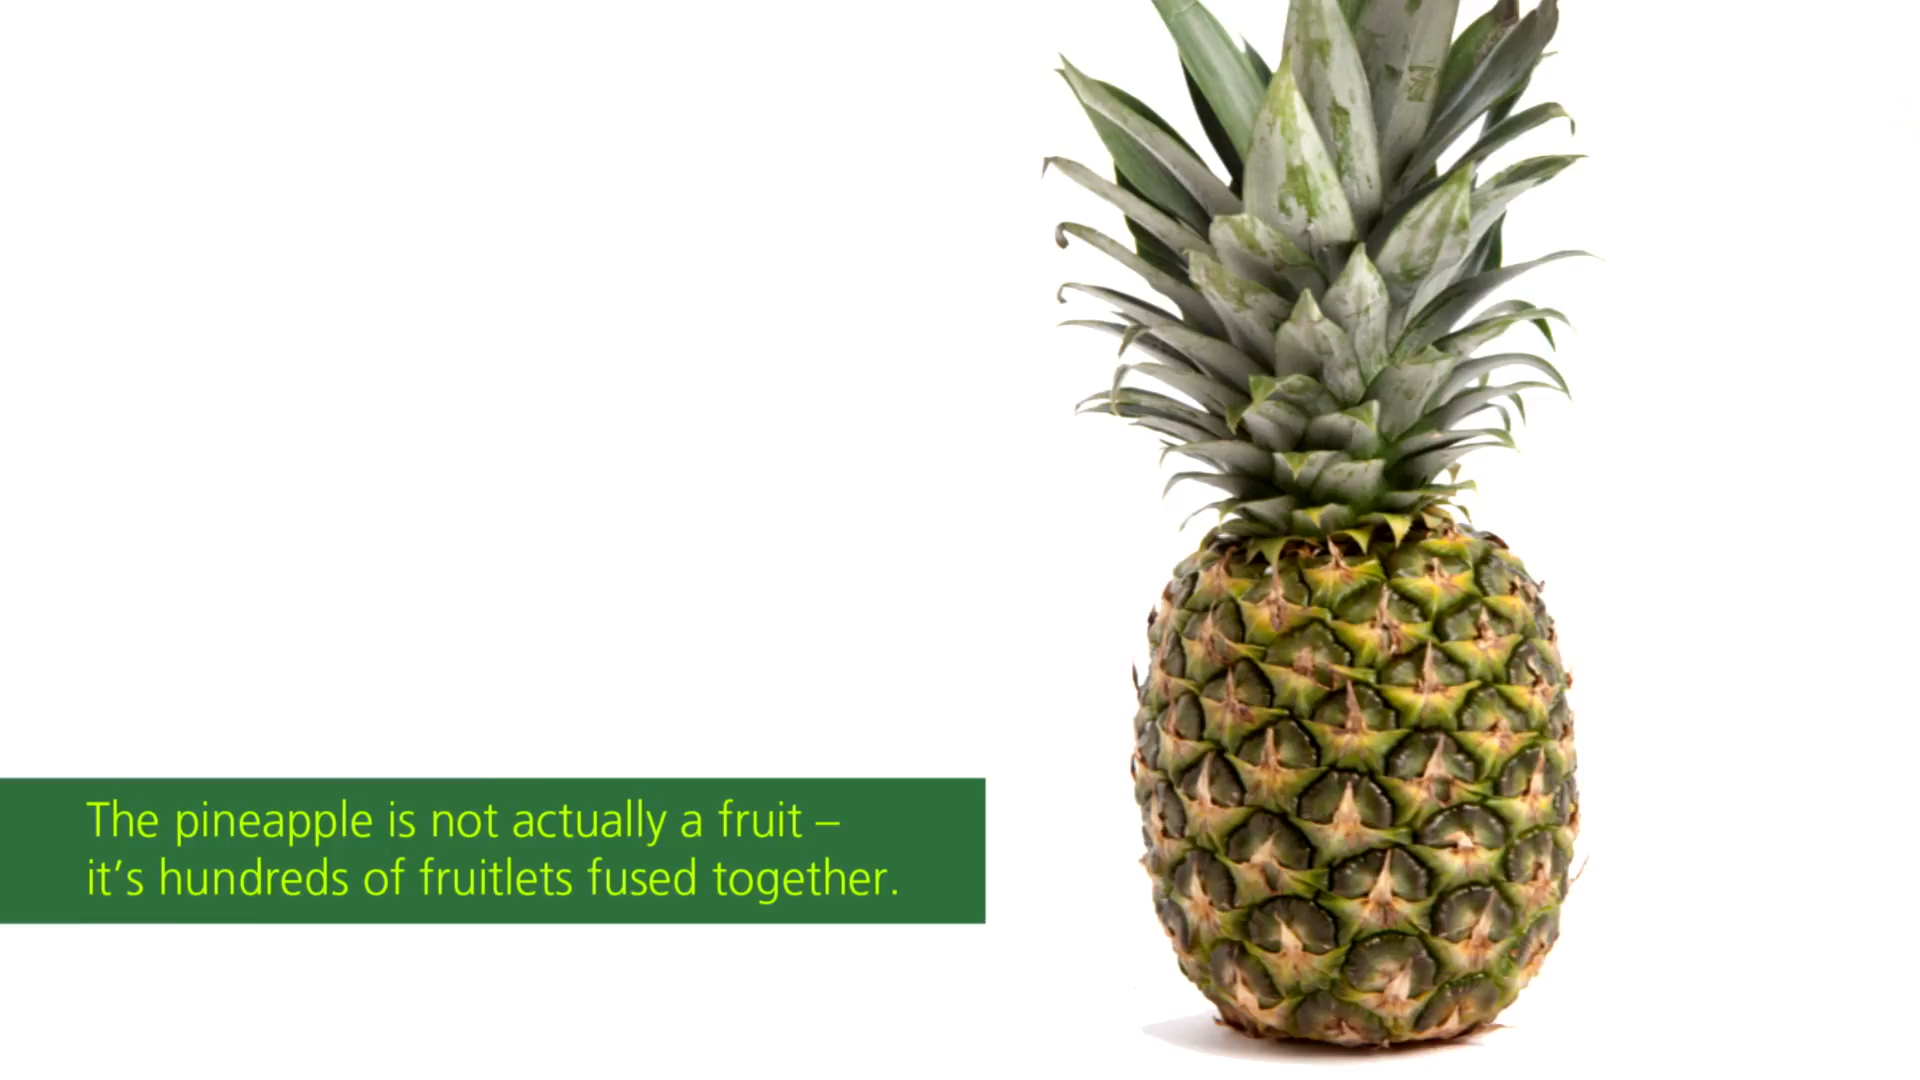 The pineapple is not actually a fruit –
it’s hundreds of fruitlets fused together.